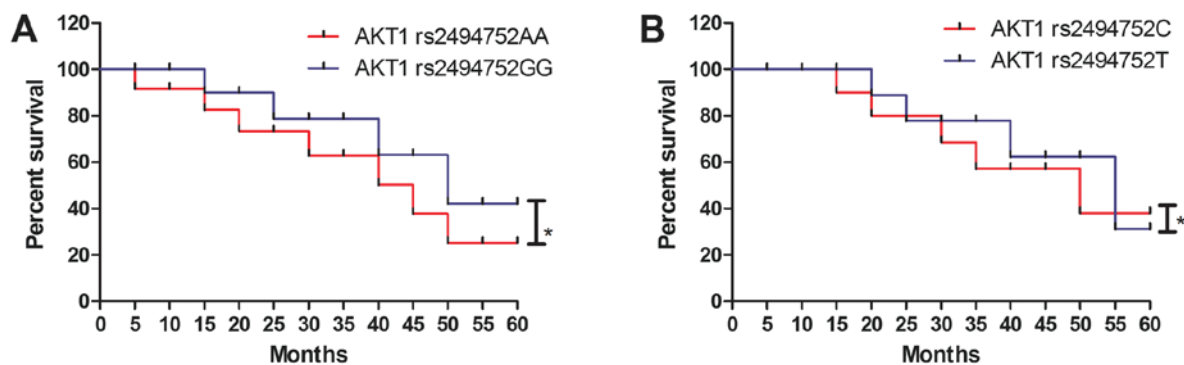 A
AKT1 rs2494752AA
AKT1 rs2494752GG
Percent survival
120
100
80
60
40
20
0
0 5 10 15 20 25 30 35 40 45 50 55 60
Months
*
B
AKT1 rs2494752C
AKT1 rs2494752T
Percent survival
120
100
80
60
40
20
0
0 5 10 15 20 25 30 35 40 45 50 55 60
Months
*